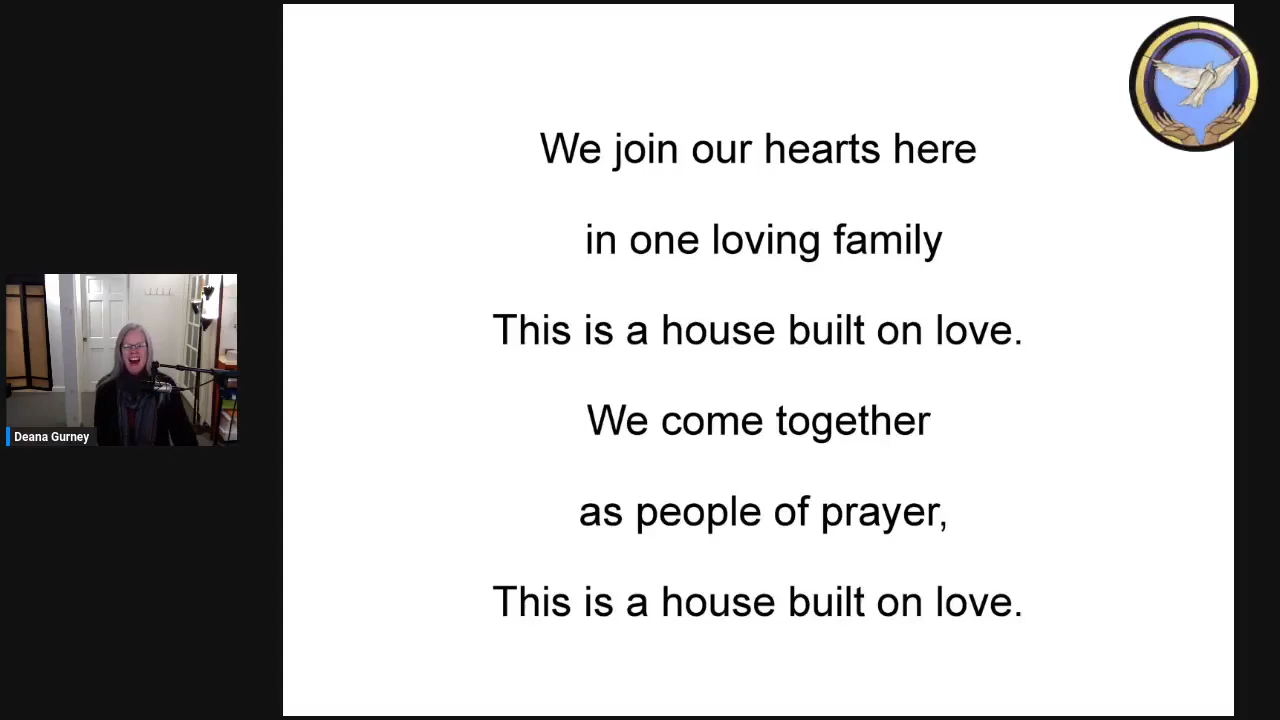 We join our hearts here
in one loving family
This is a house built on love.
We come together
as people of prayer,
This is a house built on love.
Deana Gurney